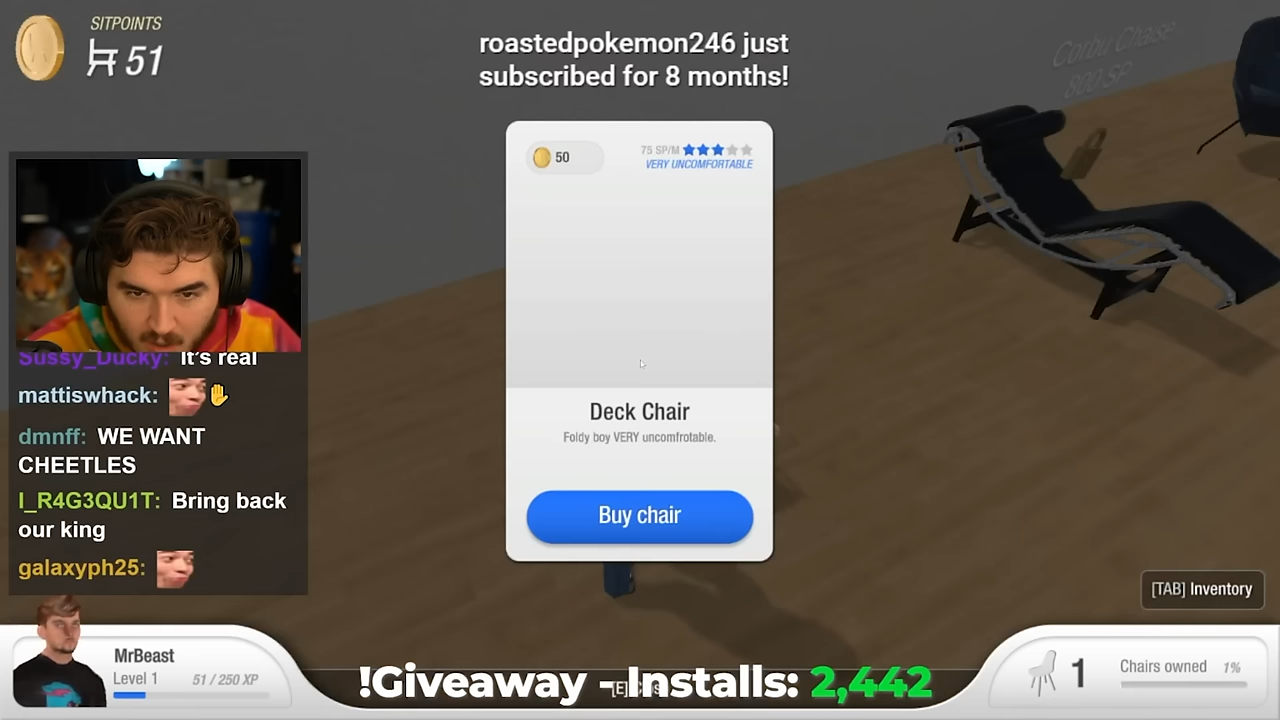 SITPOINTS
51
roastedpokemon246 just
subscribed for 8 months!
Corbu Chase
800 SP
50
75 SP/M
VERY UNCOMFORTABLE
Sussy_Ducky: It's real
mattiswhack:
dmnff: WE WANT
CHEETLES
I_R4G3QU1T: Bring back
our king
galaxyph25:
Deck Chair
Foldy boy VERY uncomfrotable.
Buy chair
[TAB] Inventory
MrBeast
Level 1
51 / 250 XP
!Giveaway - Installs: 2,442
1
Chairs owned 1%